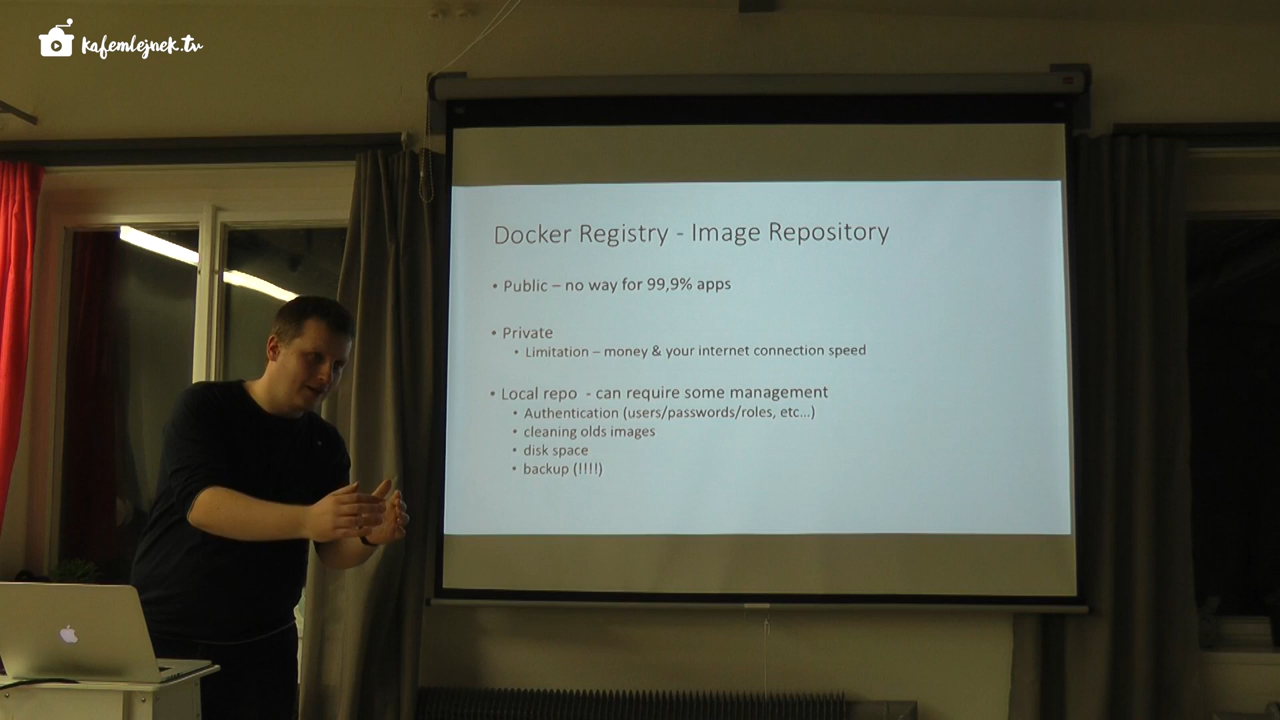 kafemlejnek.tv
Docker Registry - Image Repository
• Public – no way for 99,9% apps
• Private
• Limitation – money & your internet connection speed
• Local repo - can require some management
• Authentication (users/passwords/roles, etc...)
• cleaning olds images
• disk space
• backup (!!!!)